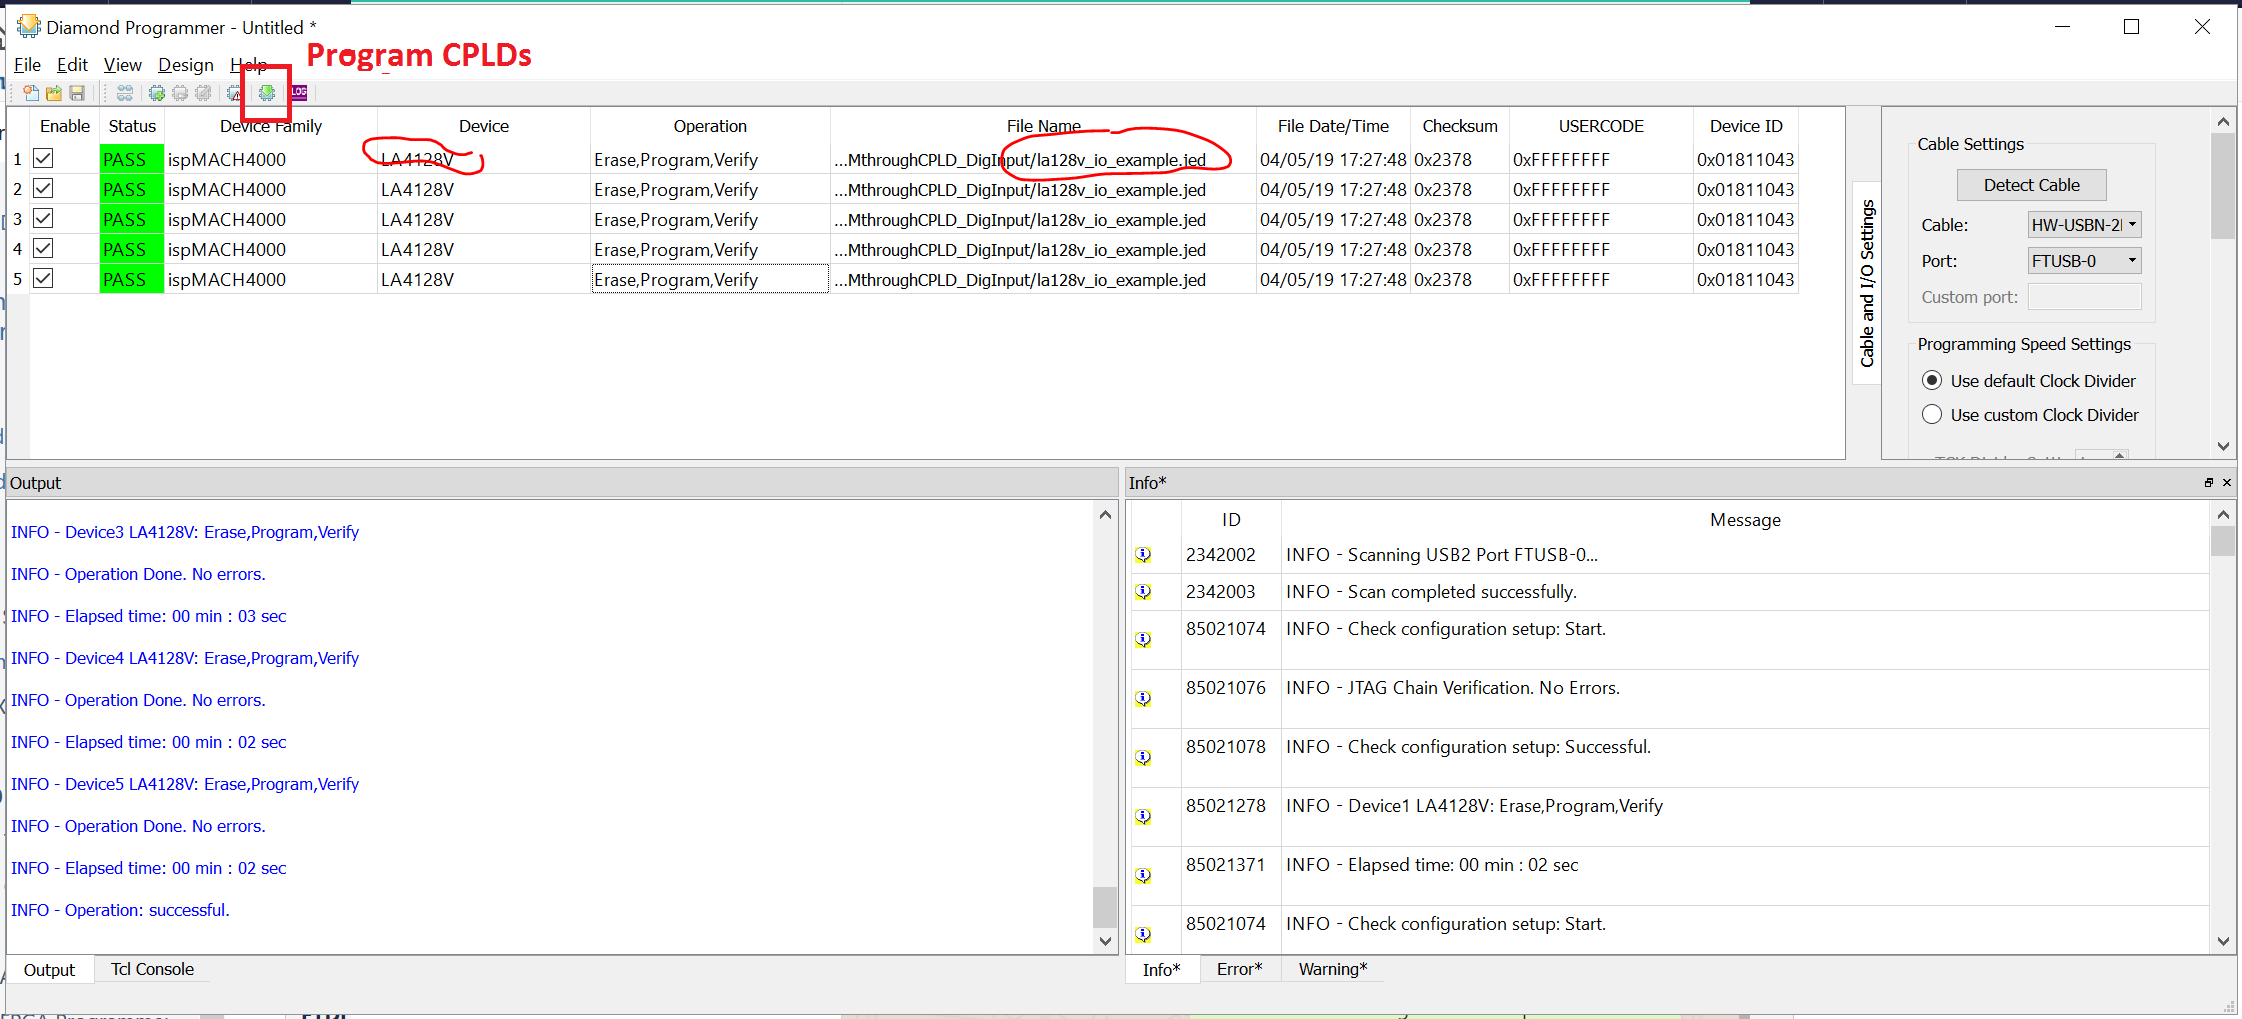 Diamond Programmer - Untitled *
File Edit View Design Help
Program CPLDs
LOG
Enable Status Device Family Device Operation File Name File Date/Time Checksum USERCODE Device ID
1 PASS ispMACH4000 LA4128V Erase,Program,Verify ...MthroughCPLD_DigInput/la128v_io_example.jed 04/05/19 17:27:48 0x2378 0xFFFFFFFF 0x01811043
2 PASS ispMACH4000 LA4128V Erase,Program,Verify ...MthroughCPLD_DigInput/la128v_io_example.jed 04/05/19 17:27:48 0x2378 0xFFFFFFFF 0x01811043
3 PASS ispMACH4000 LA4128V Erase,Program,Verify ...MthroughCPLD_DigInput/la128v_io_example.jed 04/05/19 17:27:48 0x2378 0xFFFFFFFF 0x01811043
4 PASS ispMACH4000 LA4128V Erase,Program,Verify ...MthroughCPLD_DigInput/la128v_io_example.jed 04/05/19 17:27:48 0x2378 0xFFFFFFFF 0x01811043
5 PASS ispMACH4000 LA4128V Erase,Program,Verify ...MthroughCPLD_DigInput/la128v_io_example.jed 04/05/19 17:27:48 0x2378 0xFFFFFFFF 0x01811043
Cable and I/O Settings
Cable Settings
Detect Cable
Cable: HW-USBN-2
Port: FTUSB-0
Custom port:
Programming Speed Settings
Use default Clock Divider
Use custom Clock Divider
Output
INFO - Device3 LA4128V: Erase,Program,Verify
INFO - Operation Done. No errors.
INFO - Elapsed time: 00 min : 03 sec
INFO - Device4 LA4128V: Erase,Program,Verify
INFO - Operation Done. No errors.
INFO - Elapsed time: 00 min : 02 sec
INFO - Device5 LA4128V: Erase,Program,Verify
INFO - Operation Done. No errors.
INFO - Elapsed time: 00 min : 02 sec
INFO - Operation: successful.
Output Tcl Console
Info*
ID Message
2342002 INFO - Scanning USB2 Port FTUSB-0...
2342003 INFO - Scan completed successfully.
85021074 INFO - Check configuration setup: Start.
85021076 INFO - JTAG Chain Verification. No Errors.
85021078 INFO - Check configuration setup: Successful.
85021278 INFO - Device1 LA4128V: Erase,Program,Verify
85021371 INFO - Elapsed time: 00 min : 02 sec
85021074 INFO - Check configuration setup: Start.
Info* Error* Warning*